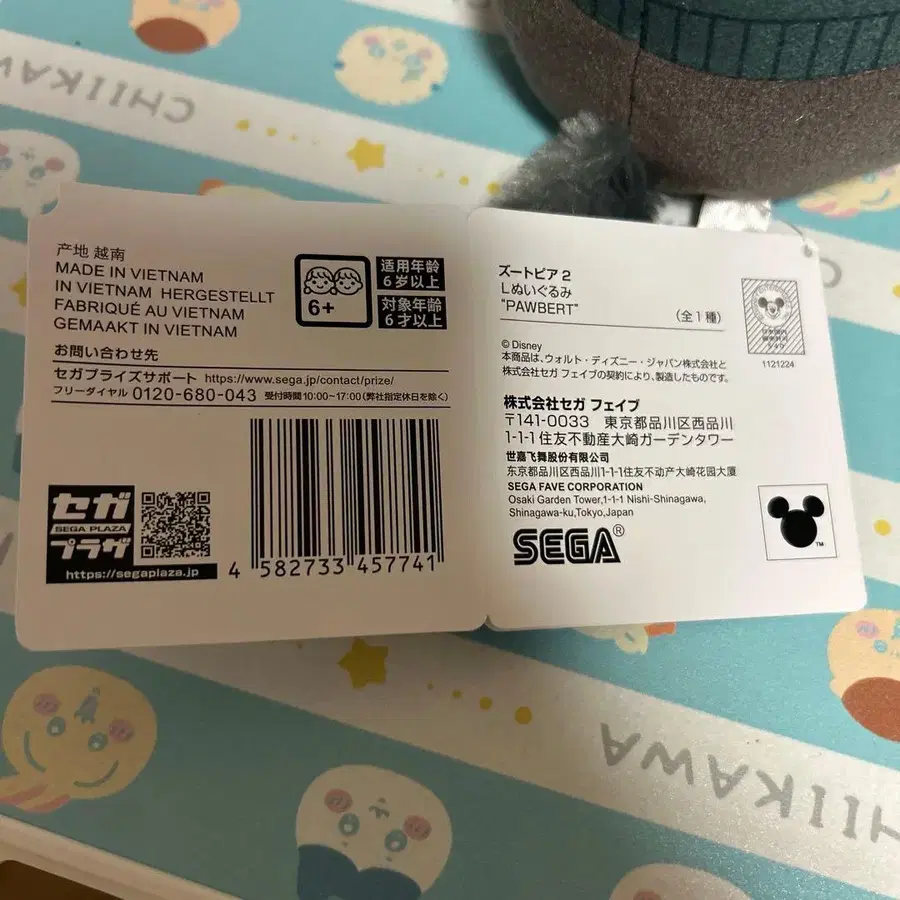 CHIIKAWA
产地 越南
MADE IN VIETNAM
IN VIETNAM HERGESTELLT
FABRIQUÉ AU VIETNAM
GEMAAKT IN VIETNAM
6+
适用年龄
6岁以上
対象年齢
6才以上
お問い合わせ先
セガプライズサポート https://www.sega.jp/contact/prize/
フリーダイヤル 0120-680-043 受付時間10:00~17:00(弊社指定休日を除く)
セガ
SEGA PLAZA
プラザ
https://segaplaza.jp
4 582733 457741
ズートピア2
Lぬいぐるみ
"PAWBERT"
(全1種)
1121224
© Disney
本商品は、ウォルト・ディズニー・ジャパン株式会社と
株式会社セガ フェイブの契約により、製造したものです。
株式会社セガ フェイブ
〒141-0033 東京都品川区西品川
1-1-1住友不動産大崎ガーデンタワー
世嘉飞舞股份有限公司
东京都品川区西品川1-1-1住友不动产大崎花园大厦
SEGA FAVE CORPORATION
Osaki Garden Tower,1-1-1 Nishi-Shinagawa,
Shinagawa-ku,Tokyo,Japan
SEGA®
TM
CHIIKAWA